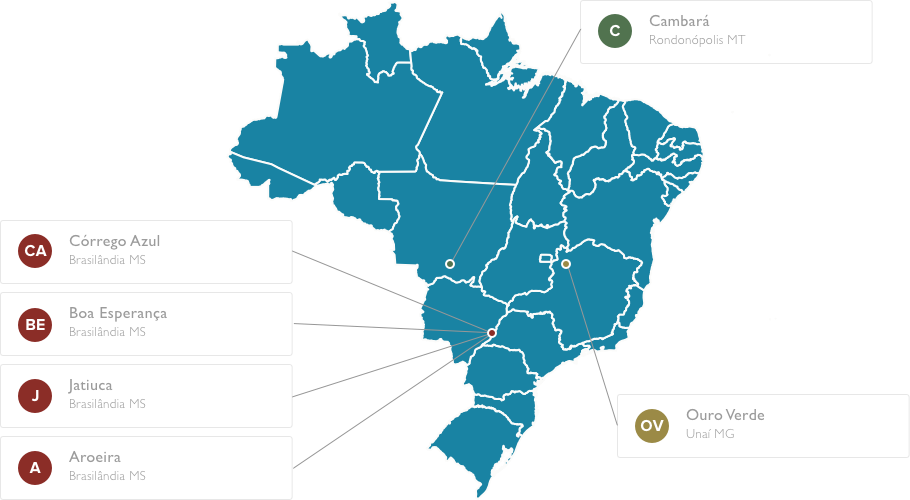 C
Cambará
Rondonópolis MT
CA
Córrego Azul
Brasilândia MS
BE
Boa Esperança
Brasilândia MS
J
Jatiuca
Brasilândia MS
A
Aroeira
Brasilândia MS
OV
Ouro Verde
Unaí MG